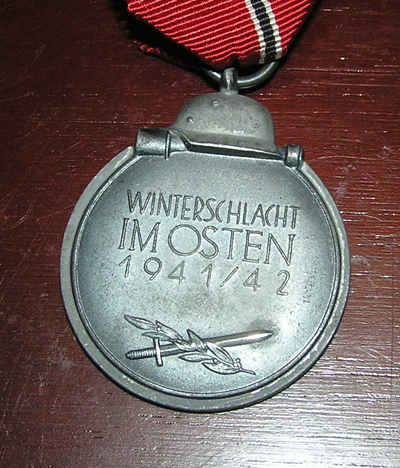 WINTERSCHLACHT
IM OSTEN
1941/42